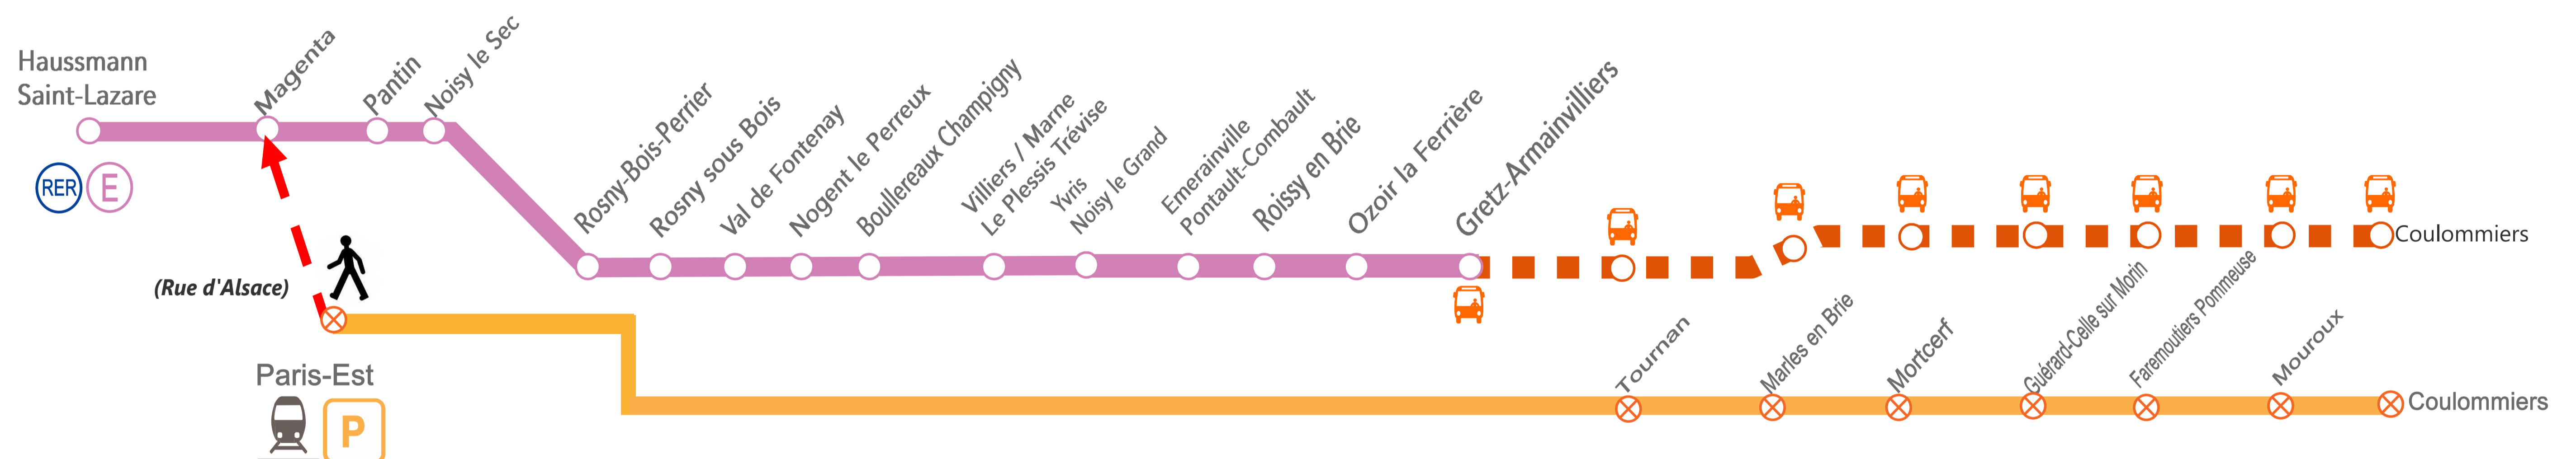 Haussmann
Saint-Lazare
Magenta
Pantin
Noisy le Sec
RER
E
Rosny-Bois-Perrier
Rosny sous Bois
Val de Fontenay
Nogent le Perreux
Boullereaux Champigny
Villiers / Marne
Le Plessis Trévise
Yvris
Noisy le Grand
Emerainville
Pontault-Combault
Roissy en Brie
Ozoir la Ferrière
Gretz-Armainvilliers
Coulommiers
(Rue d'Alsace)
Paris-Est
P
Tournan
Marles en Brie
Mortcerf
Guérard-Celle sur Morin
Faremoutiers Pommeuse
Mouroux
Coulommiers